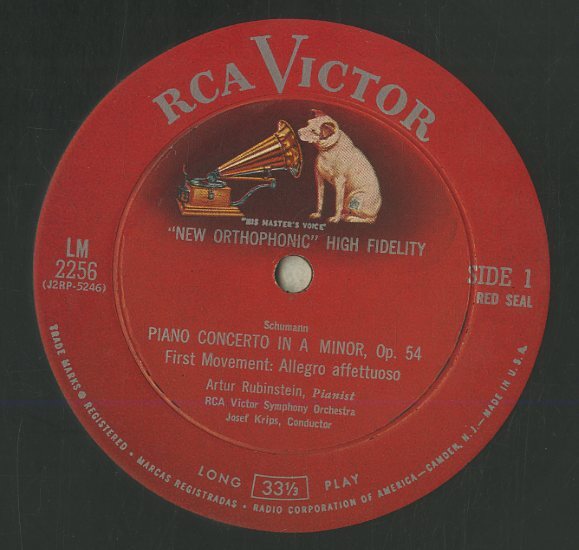 RCA VICTOR
"HIS MASTER'S VOICE"
"NEW ORTHOPHONIC" HIGH FIDELITY
LM
2256
(J2RP-5246)
SIDE 1
RED SEAL
Schumann
PIANO CONCERTO IN A MINOR, Op. 54
First Movement: Allegro affettuoso
Artur Rubinstein, Pianist
RCA Victor Symphony Orchestra
Josef Krips, Conductor
LONG 33⅓ PLAY
TRADE MARKS ® REGISTERED • MARCAS REGISTRADAS • RADIO CORPORATION OF AMERICA—CAMDEN, N. J.—MADE IN U.S.A.